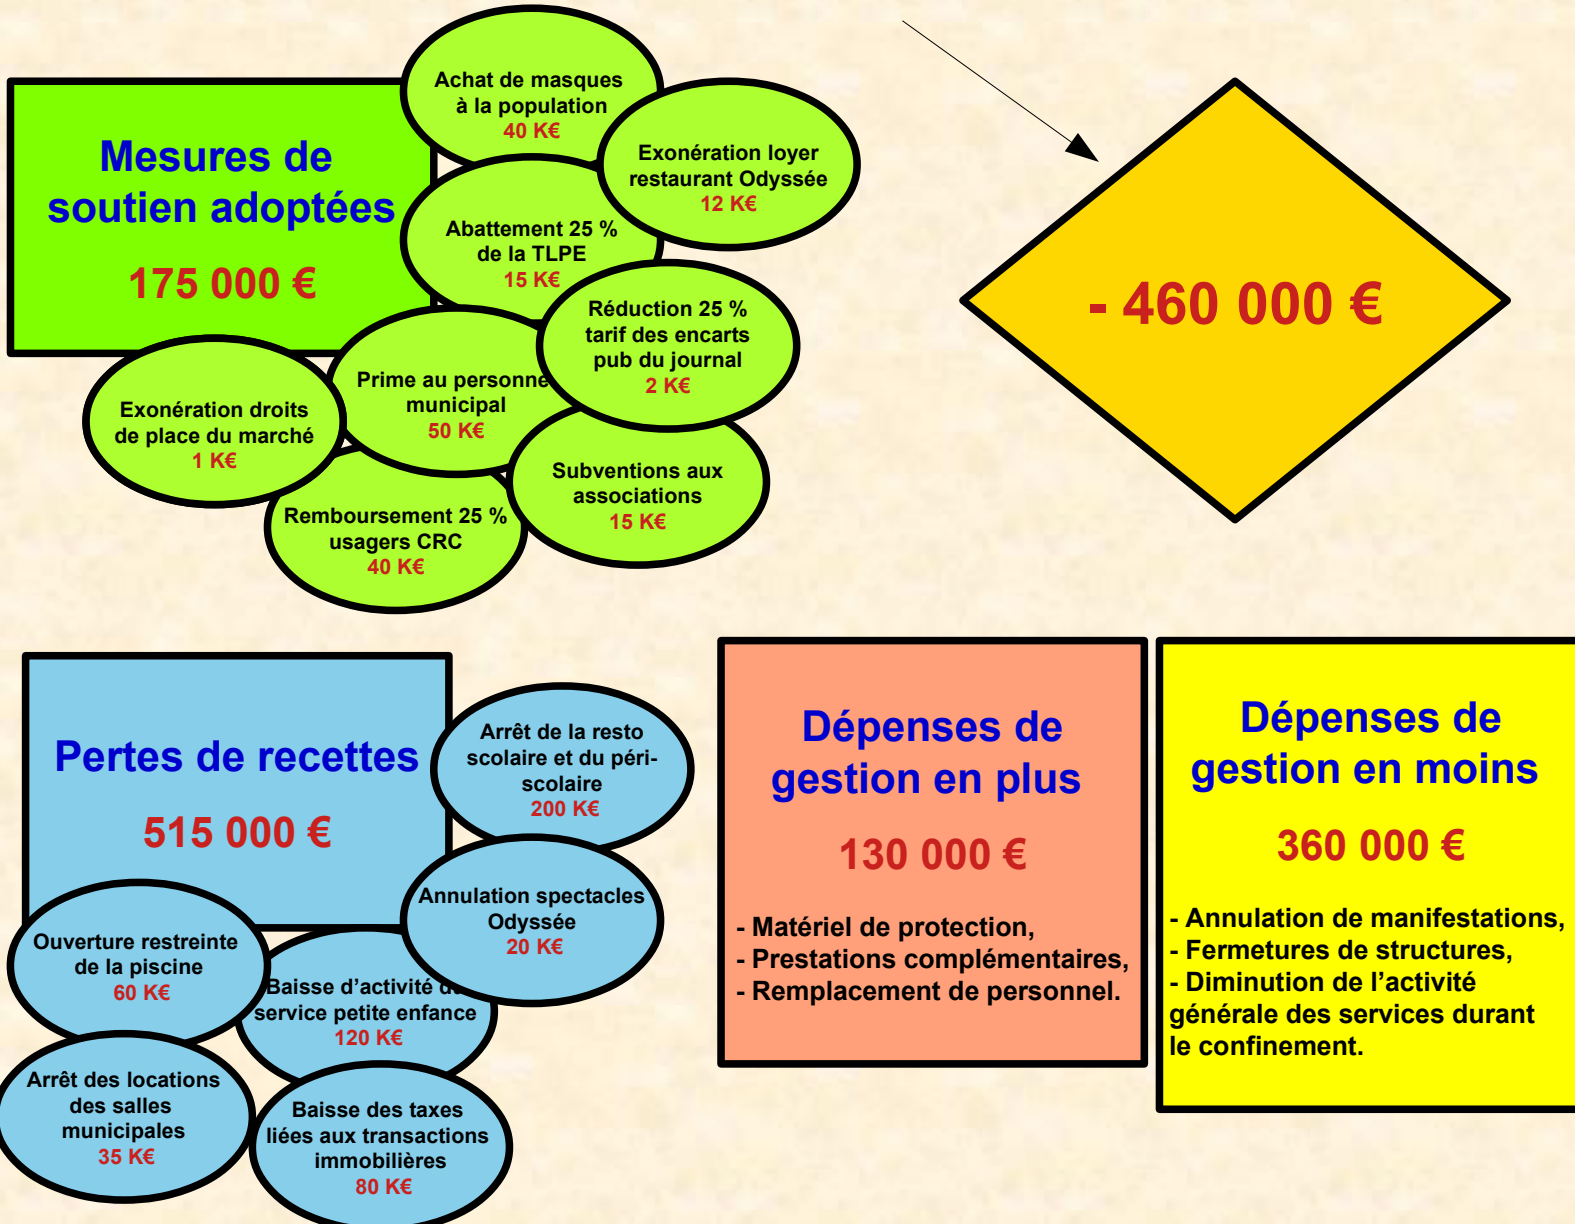 Mesures de
soutien adoptées
175 000 €
Achat de masques
à la population
40 K€
Exonération loyer
restaurant Odyssée
12 K€
Abattement 25 %
de la TLPE
15 K€
Réduction 25 %
tarif des encarts
pub du journal
2 K€
Prime au personne
municipal
50 K€
Exonération droits
de place du marché
1 K€
Subventions aux
associations
15 K€
Remboursement 25 %
usagers CRC
40 K€
- 460 000 €
Pertes de recettes
515 000 €
Arrêt de la resto
scolaire et du péri-
scolaire
200 K€
Annulation spectacles
Odyssée
20 K€
Ouverture restreinte
de la piscine
60 K€
Baisse d’activité
service petite enfance
120 K€
Arrêt des locations
des salles
municipales
35 K€
Baisse des taxes
liées aux transactions
immobilières
80 K€
Dépenses de
gestion en plus
130 000 €
- Matériel de protection,
- Prestations complémentaires,
- Remplacement de personnel.
Dépenses de
gestion en moins
360 000 €
- Annulation de manifestations,
- Fermetures de structures,
- Diminution de l’activité
générale des services durant
le confinement.